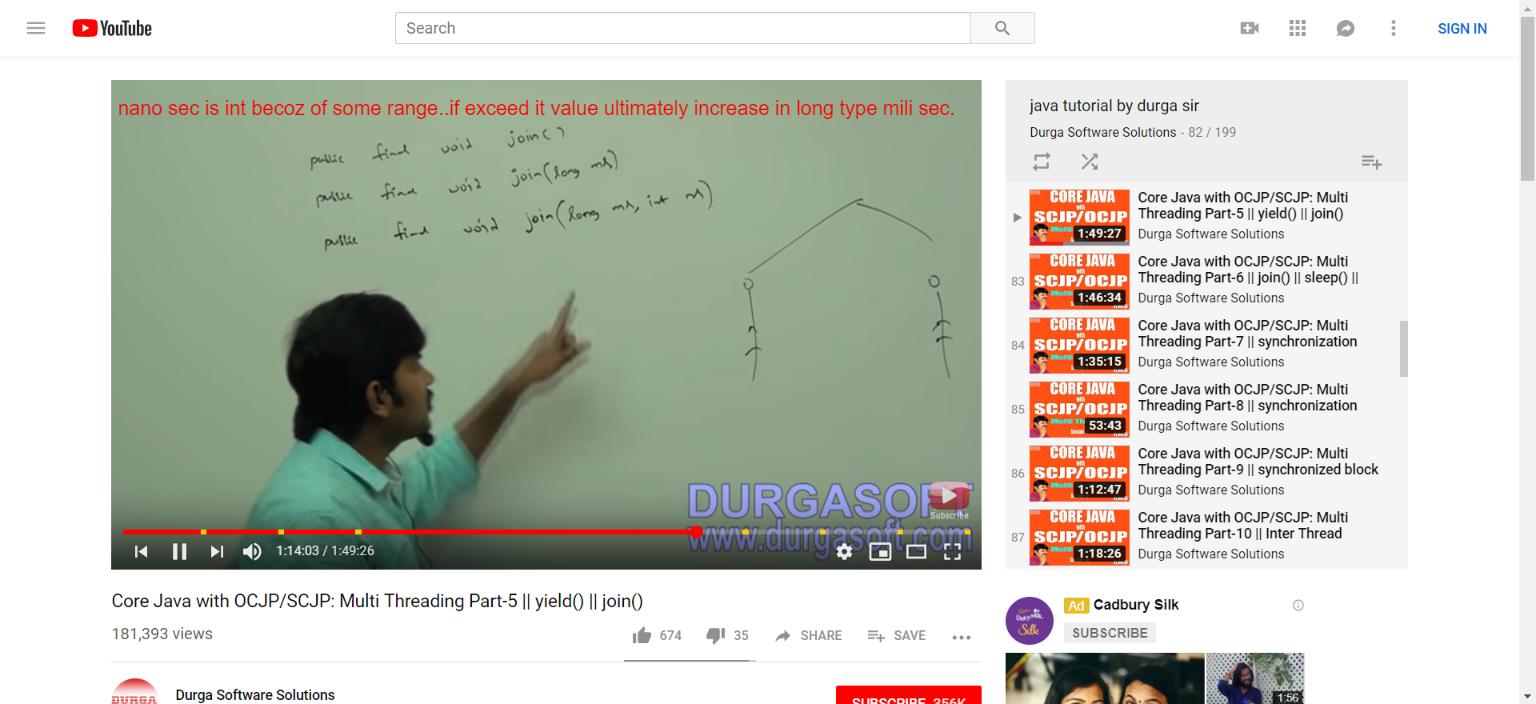 YouTube
Search
SIGN IN
nano sec is int becoz of some range..if exceed it value ultimately increase in long type mili sec.
public final void join()
public final void join(long ms)
public final void join(long ms, int ns)
DURGASOFT
Subscribe
www.durgasoft.com
1:14:03 / 1:49:26
Core Java with OCJP/SCJP: Multi Threading Part-5 || yield() || join()
181,393 views
674
35
SHARE
SAVE
DURGA
Durga Software Solutions
SUBSCRIBE 356K
java tutorial by durga sir
Durga Software Solutions - 82 / 199
CORE JAVA
with
SCJP/OCJP
1:49:27
Core Java with OCJP/SCJP: Multi
Threading Part-5 || yield() || join()
Durga Software Solutions
83
CORE JAVA
with
SCJP/OCJP
1:46:34
Core Java with OCJP/SCJP: Multi
Threading Part-6 || join() || sleep() ||
Durga Software Solutions
84
CORE JAVA
with
SCJP/OCJP
1:35:15
Core Java with OCJP/SCJP: Multi
Threading Part-7 || synchronization
Durga Software Solutions
85
CORE JAVA
with
SCJP/OCJP
53:43
Core Java with OCJP/SCJP: Multi
Threading Part-8 || synchronization
Durga Software Solutions
86
CORE JAVA
with
SCJP/OCJP
1:12:47
Core Java with OCJP/SCJP: Multi
Threading Part-9 || synchronized block
Durga Software Solutions
87
CORE JAVA
with
SCJP/OCJP
1:18:26
Core Java with OCJP/SCJP: Multi
Threading Part-10 || Inter Thread
Durga Software Solutions
Dairy Milk
Silk
Ad
Cadbury Silk
SUBSCRIBE
1:56